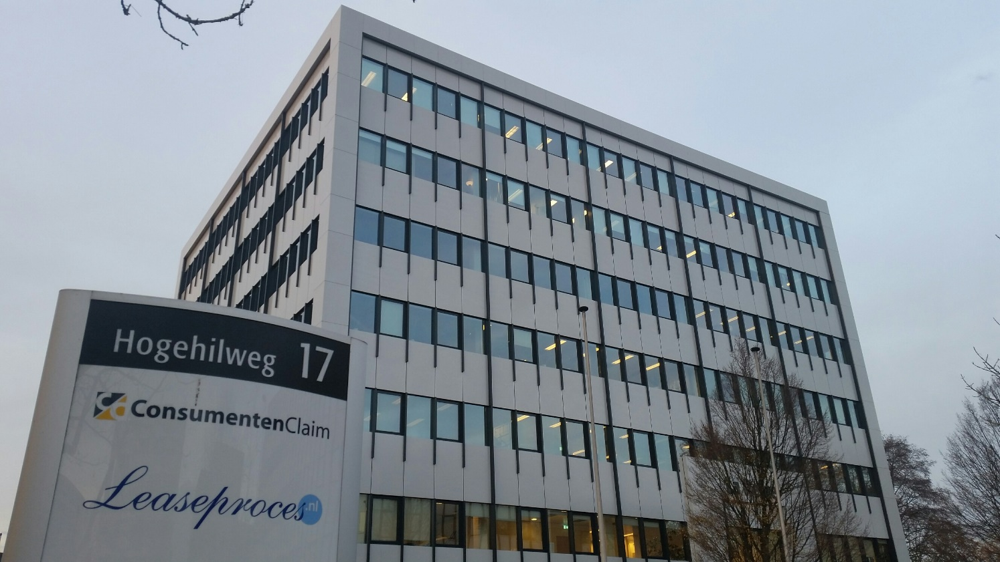 Hogehilweg 17
ConsumentenClaim
Leaseproces.nl